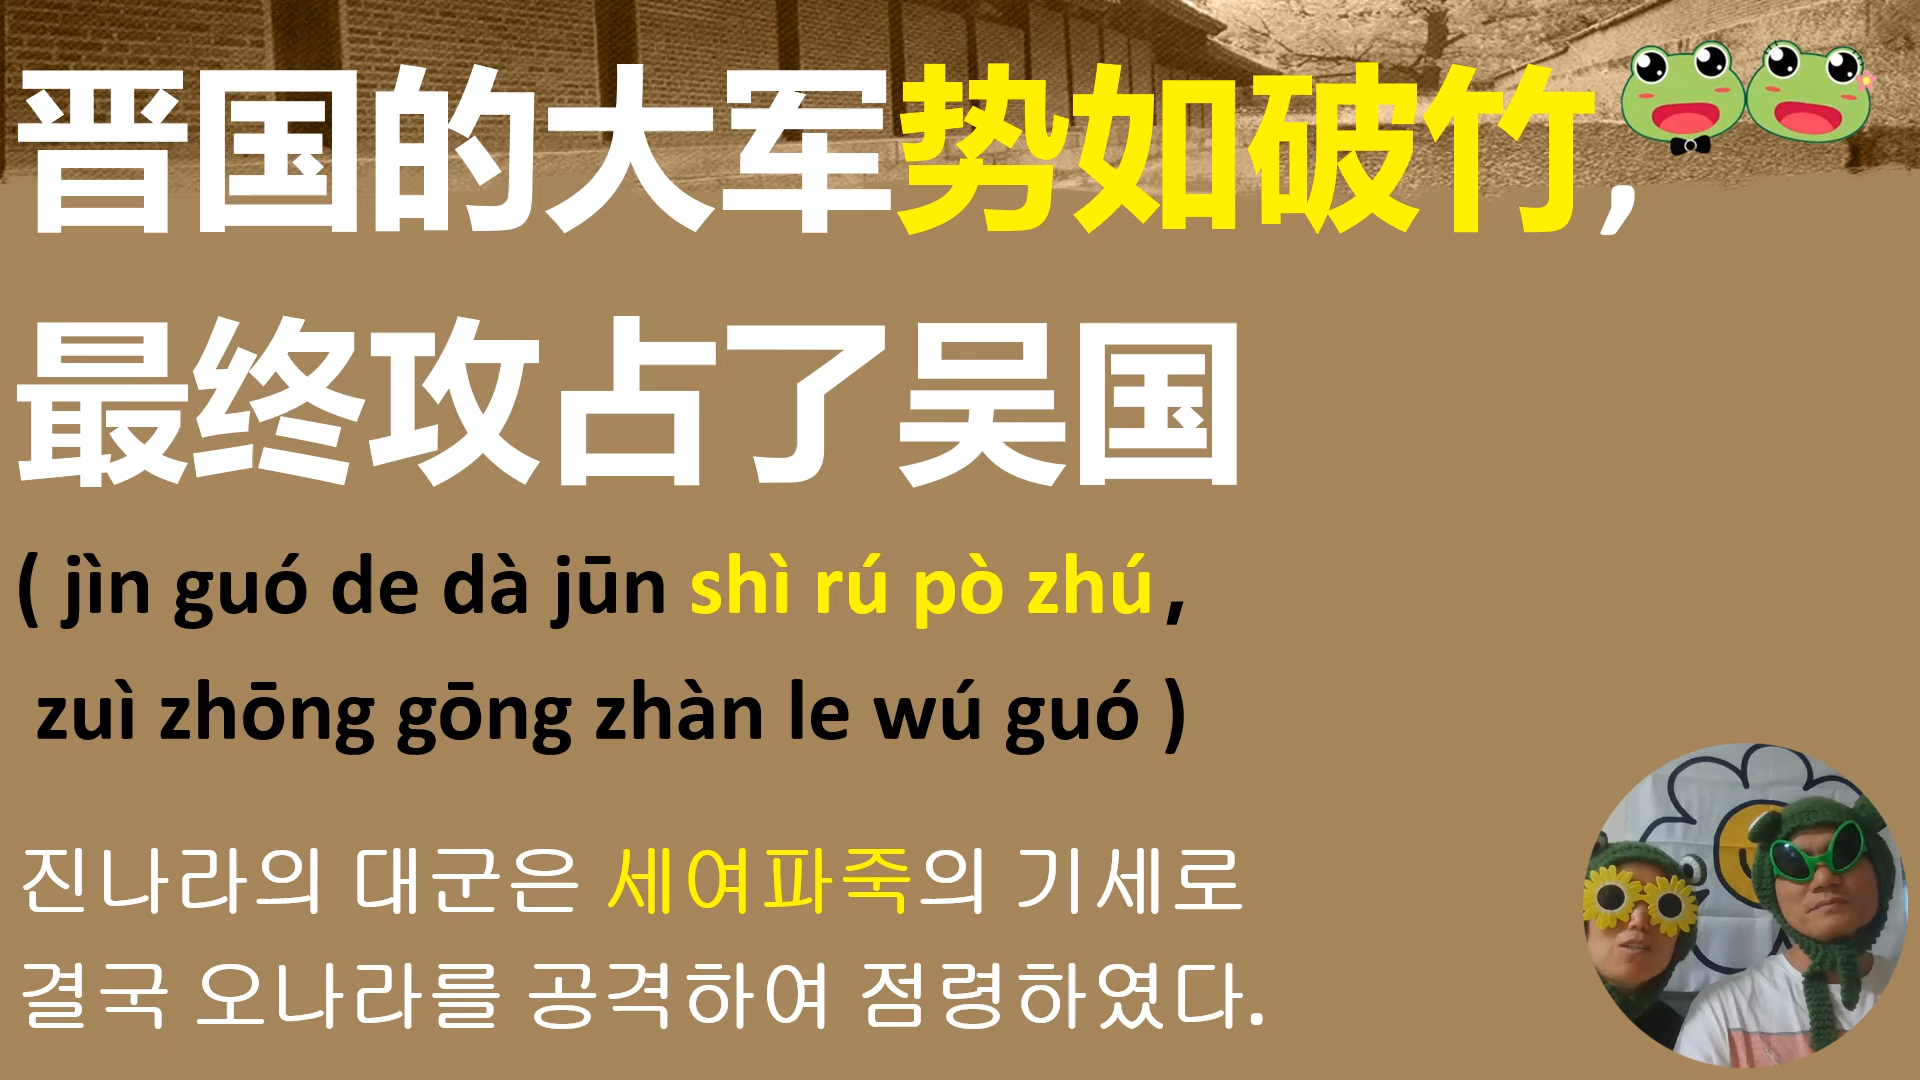 晋国的大军势如破竹,
最终攻占了吴国
( jìn guó de dà jūn shì rú pò zhú ,
zuì zhōng gōng zhàn le wú guó )
진나라의 대군은 세여파죽의 기세로
결국 오나라를 공격하여 점령하였다.